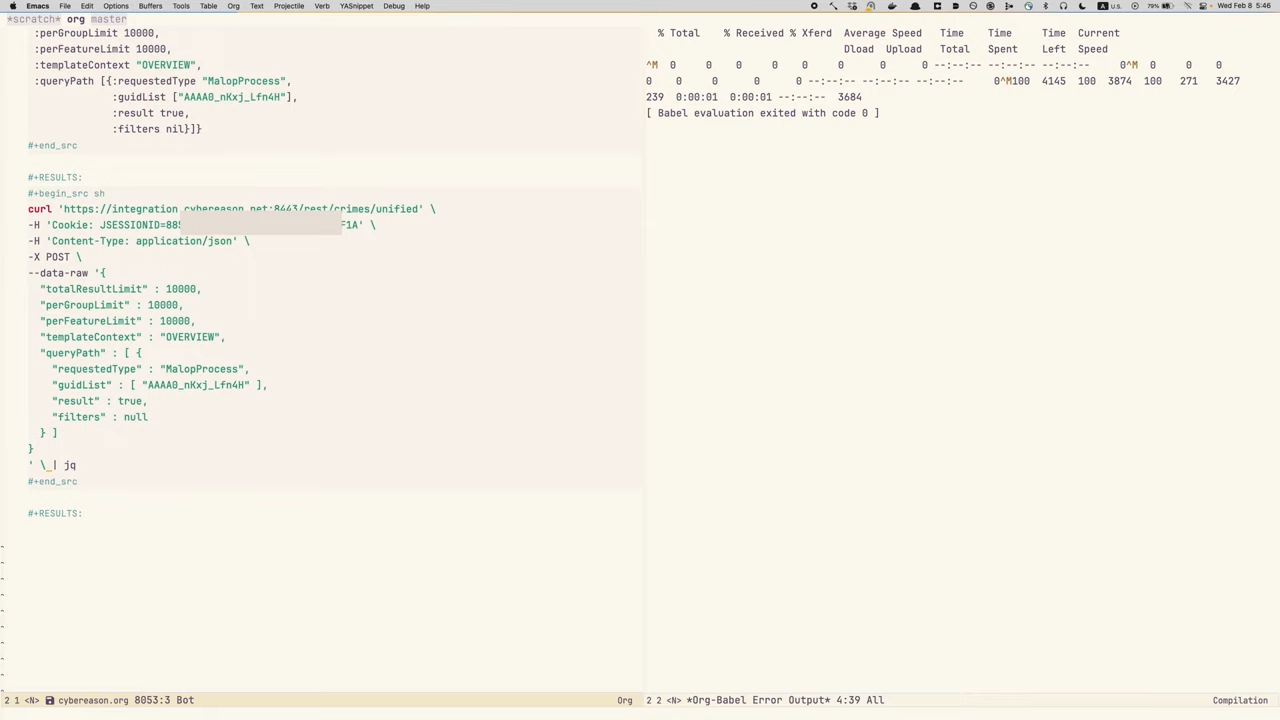 Emacs File Edit Options Buffers Tools Table Org Text Projectile Verb YASnippet Debug Help
A U.S. 79% Wed Feb 8 5:46
*scratch* org master
:perGroupLimit 10000,
:perFeatureLimit 10000,
:templateContext "OVERVIEW",
:queryPath [{:requestedType "MalopProcess",
:guidList ["AAAA0_nKxj_Lfn4H"],
:result true,
:filters nil}]}
#+end_src
#+RESULTS:
#+begin_src sh
curl 'https://integration.cybereason.net:8443/rest/crimes/unified' \
-H 'Cookie: JSESSIONID=885 F1A' \
-H 'Content-Type: application/json' \
-X POST \
--data-raw '{
"totalResultLimit" : 10000,
"perGroupLimit" : 10000,
"perFeatureLimit" : 10000,
"templateContext" : "OVERVIEW",
"queryPath" : [ {
"requestedType" : "MalopProcess",
"guidList" : [ "AAAA0_nKxj_Lfn4H" ],
"result" : true,
"filters" : null
} ]
}
' \_| jq
#+end_src
#+RESULTS:
~
~
~
~
~
~
~
~
~
2 1 <N> cybereason.org 8053:3 Bot Org
% Total % Received % Xferd Average Speed Time Time Time Current
Dload Upload Total Spent Left Speed
^M 0 0 0 0 0 0 0 0 --:--:-- --:--:-- --:--:-- 0^M 0 0 0
0 0 0 0 0 --:--:-- --:--:-- --:--:-- 0^M100 4145 100 3874 100 271 3427
239 0:00:01 0:00:01 --:--:-- 3684
[ Babel evaluation exited with code 0 ]
2 2 <N> *Org-Babel Error Output* 4:39 All Compilation